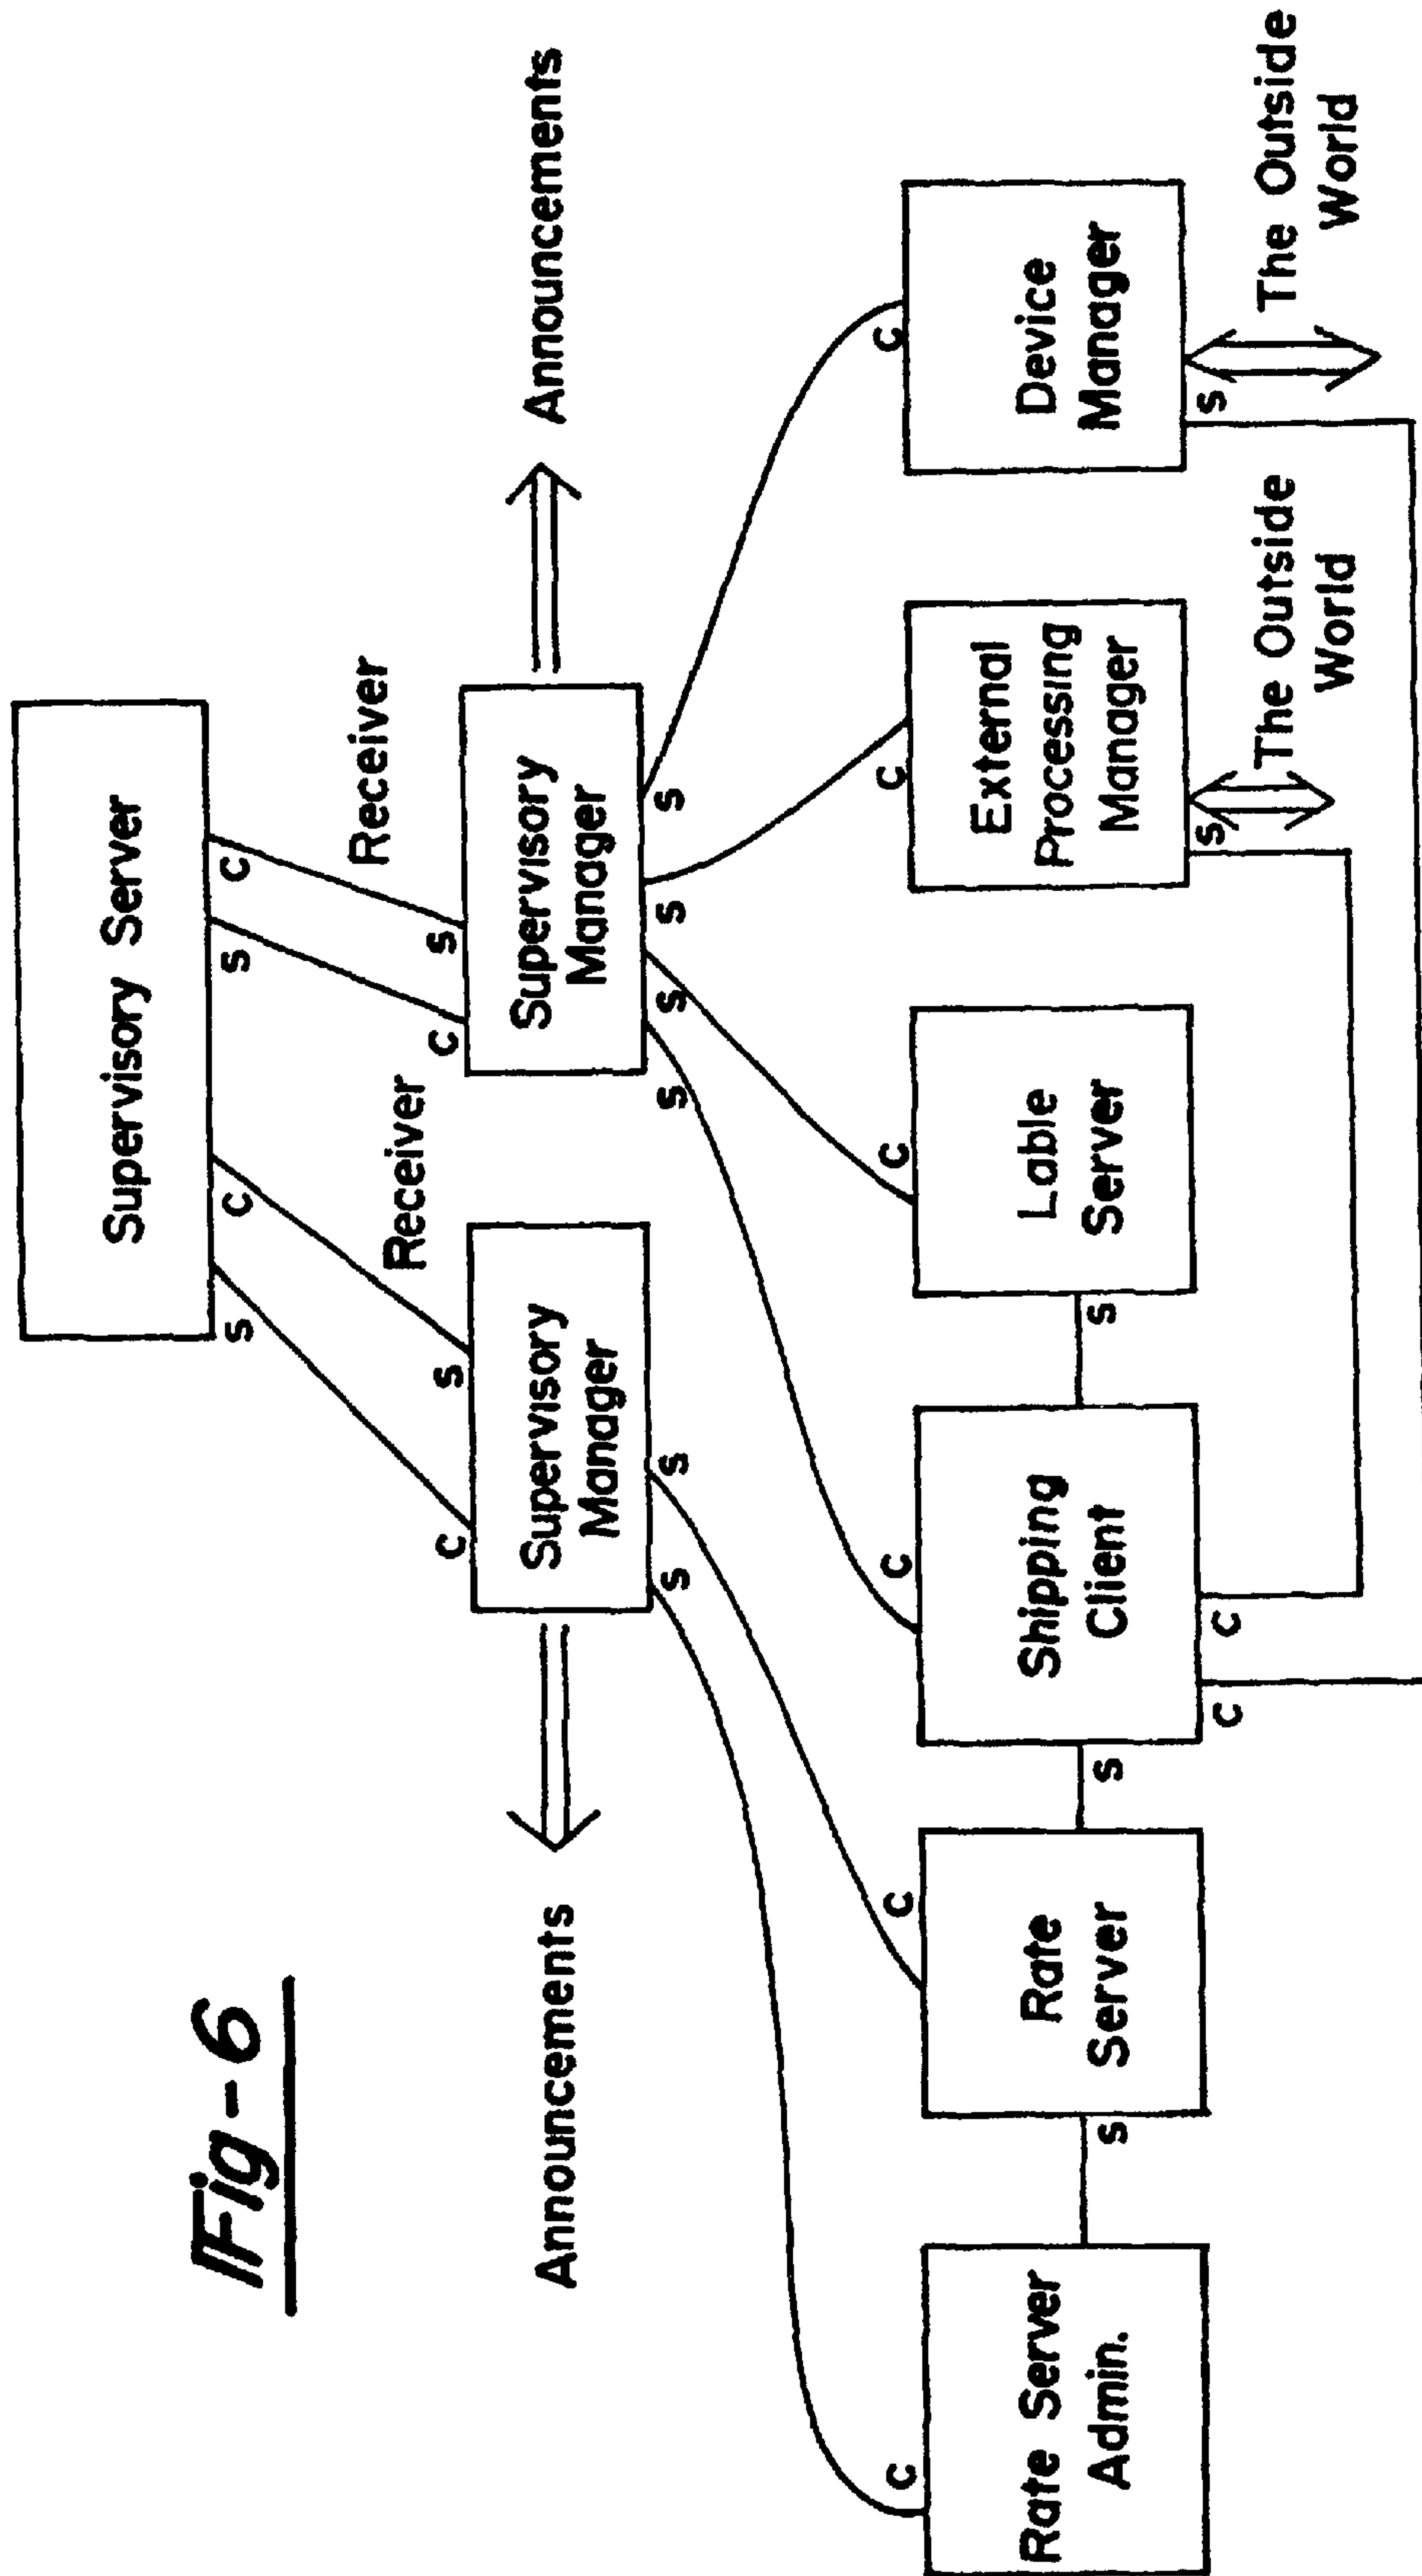 Fig-6
Supervisory Server
S
C
S
C
Receiver
Receiver
C
S
C
S
Announcements
Supervisory
Manager
Supervisory
Manager
Announcements
S
S
S
S
S
S
C
C
C
C
C
C
Rate Server
Admin.
S
Rate
Server
S
Shipping
Client
S
Lable
Server
External
Processing
Manager
Device
Manager
C
C
S
S
The Outside
World
The Outside
World